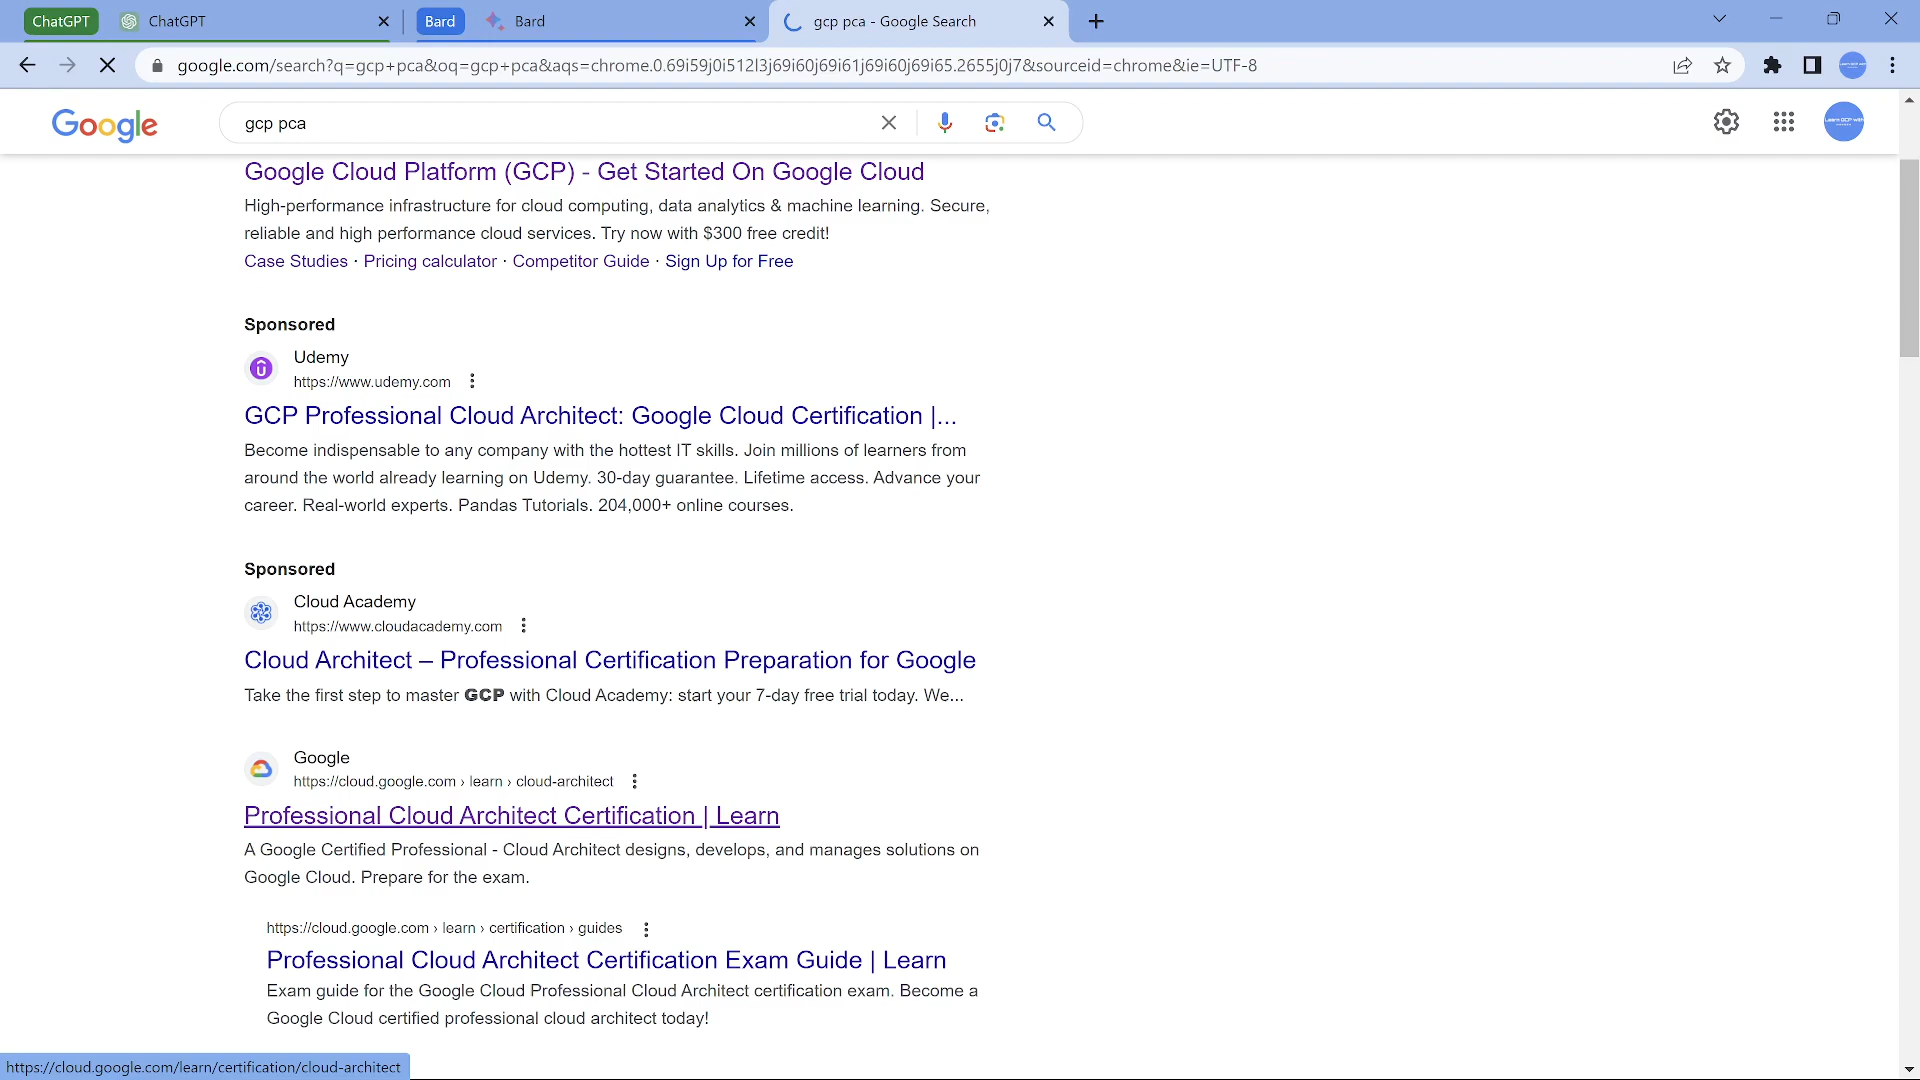 ChatGPT ChatGPT Bard Bard gcp pca - Google Search
google.com/search?q=gcp+pca&oq=gcp+pca&aqs=chrome.0.69i59j0i512l3j69i60j69i61j69i60j69i65.2655j0j7&sourceid=chrome&ie=UTF-8
Google gcp pca
Google Cloud Platform (GCP) - Get Started On Google Cloud
High-performance infrastructure for cloud computing, data analytics & machine learning. Secure,
reliable and high performance cloud services. Try now with $300 free credit!
Case Studies · Pricing calculator · Competitor Guide · Sign Up for Free
Sponsored
Udemy
https://www.udemy.com
GCP Professional Cloud Architect: Google Cloud Certification |...
Become indispensable to any company with the hottest IT skills. Join millions of learners from
around the world already learning on Udemy. 30-day guarantee. Lifetime access. Advance your
career. Real-world experts. Pandas Tutorials. 204,000+ online courses.
Sponsored
Cloud Academy
https://www.cloudacademy.com
Cloud Architect – Professional Certification Preparation for Google
Take the first step to master GCP with Cloud Academy: start your 7-day free trial today. We...
Google
https://cloud.google.com › learn › cloud-architect
Professional Cloud Architect Certification | Learn
A Google Certified Professional - Cloud Architect designs, develops, and manages solutions on
Google Cloud. Prepare for the exam.
https://cloud.google.com › learn › certification › guides
Professional Cloud Architect Certification Exam Guide | Learn
Exam guide for the Google Cloud Professional Cloud Architect certification exam. Become a
Google Cloud certified professional cloud architect today!
https://cloud.google.com/learn/certification/cloud-architect